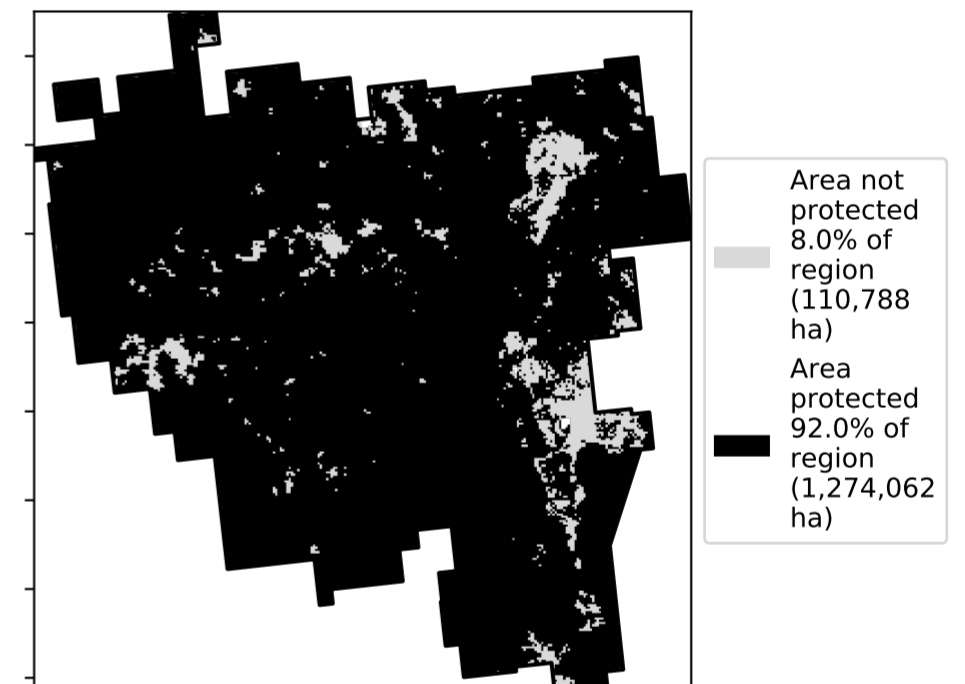 Area not
protected
8.0% of
region
(110,788
ha)
Area
protected
92.0% of
region
(1,274,062
ha)